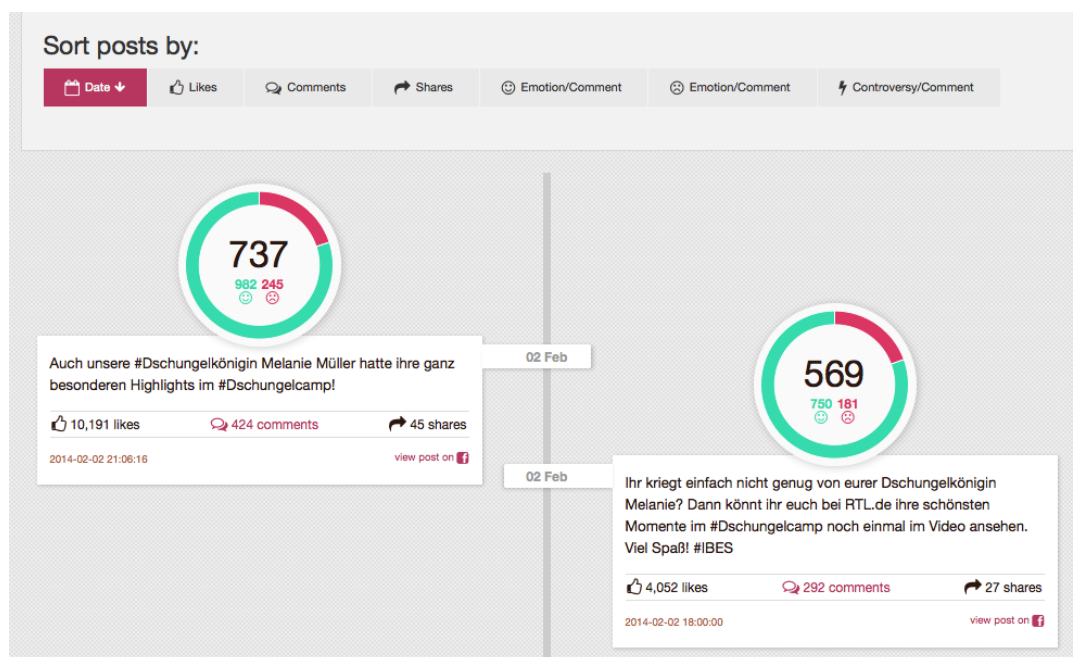 Sort posts by:
Date Likes Comments Shares Emotion/Comment Emotion/Comment Controversy/Comment
737
982 245
Auch unsere #Dschungelkönigin Melanie Müller hatte ihre ganz
besonderen Highlights im #Dschungelcamp!
10,191 likes 424 comments 45 shares
2014-02-02 21:06:16 view post on f
02 Feb
569
750 181
02 Feb
Ihr kriegt einfach nicht genug von eurer Dschungelkönigin
Melanie? Dann könnt ihr euch bei RTL.de ihre schönsten
Momente im #Dschungelcamp noch einmal im Video ansehen.
Viel Spaß! #IBES
4,052 likes 292 comments 27 shares
2014-02-02 18:00:00 view post on f